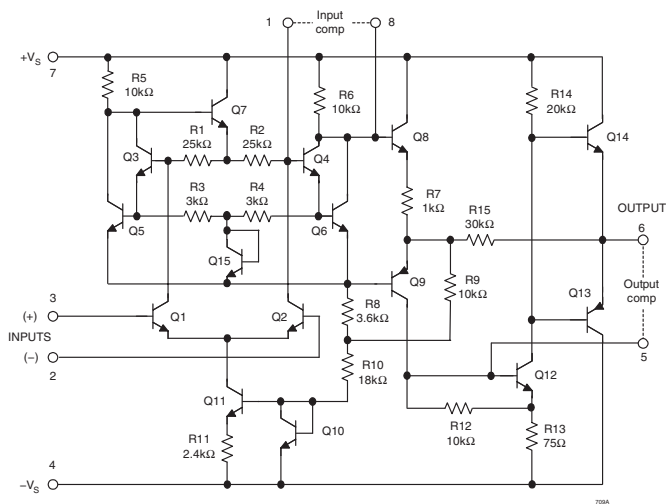 1
Input
comp
8
+VS
7
R5
10kΩ
Q7
R6
10kΩ
R14
20kΩ
R1
25kΩ
R2
25kΩ
Q3
Q4
Q8
Q14
R3
3kΩ
R4
3kΩ
R7
1kΩ
R15
30kΩ
OUTPUT
6
Q5
Q6
Q15
Q9
R9
10kΩ
Q13
Output
comp
3
(+)
INPUTS
(−)
2
Q1
Q2
R8
3.6kΩ
R10
18kΩ
Q12
5
Q11
R11
2.4kΩ
Q10
R12
10kΩ
R13
75Ω
4
−VS
709A